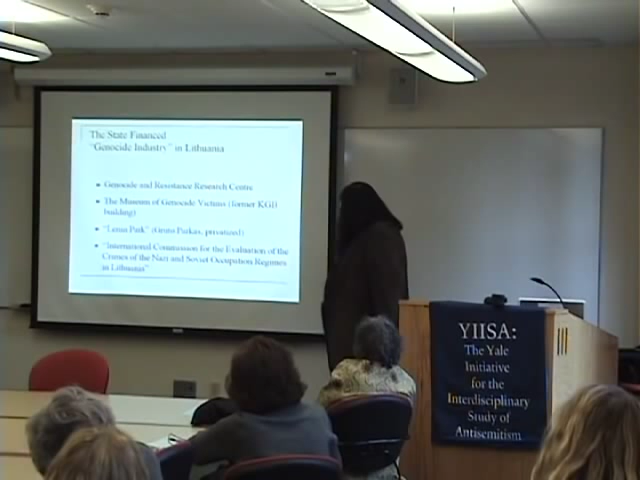 The State Financed
"Genocide Industry" in Lithuania
Genocide and Resistance Research Centre
The Museum of Genocide Victims (former KGB
building)
"Lenin Park" (Grutas Parkas, privatized)
"International Commission for the Evaluation of the
Crimes of the Nazi and Soviet Occupation Regimes
in Lithuania"
YIISA:
The Yale
Initiative
for the
Interdisciplinary
Study of
Antisemitism